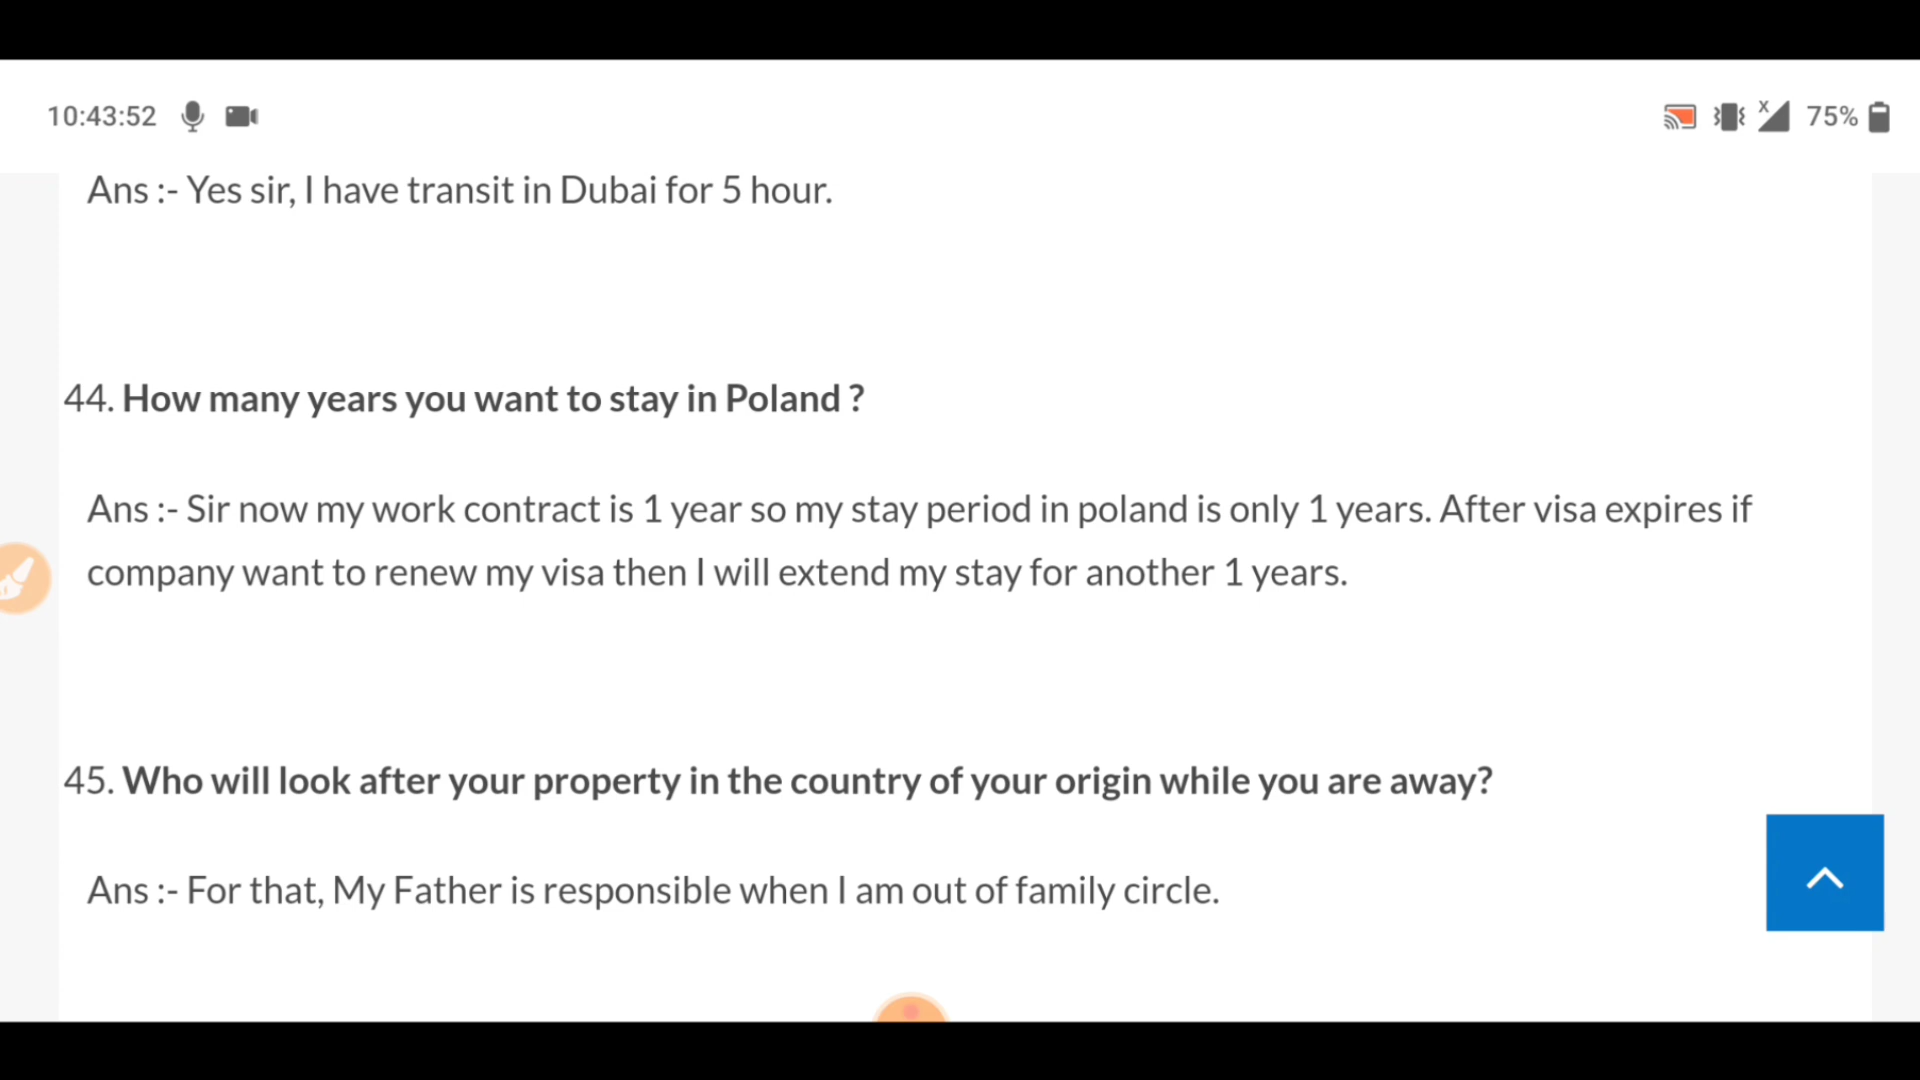 10:43:52
75%
Ans :- Yes sir, I have transit in Dubai for 5 hour.
44. How many years you want to stay in Poland ?
Ans :- Sir now my work contract is 1 year so my stay period in poland is only 1 years. After visa expires if
company want to renew my visa then I will extend my stay for another 1 years.
45. Who will look after your property in the country of your origin while you are away?
Ans :- For that, My Father is responsible when I am out of family circle.